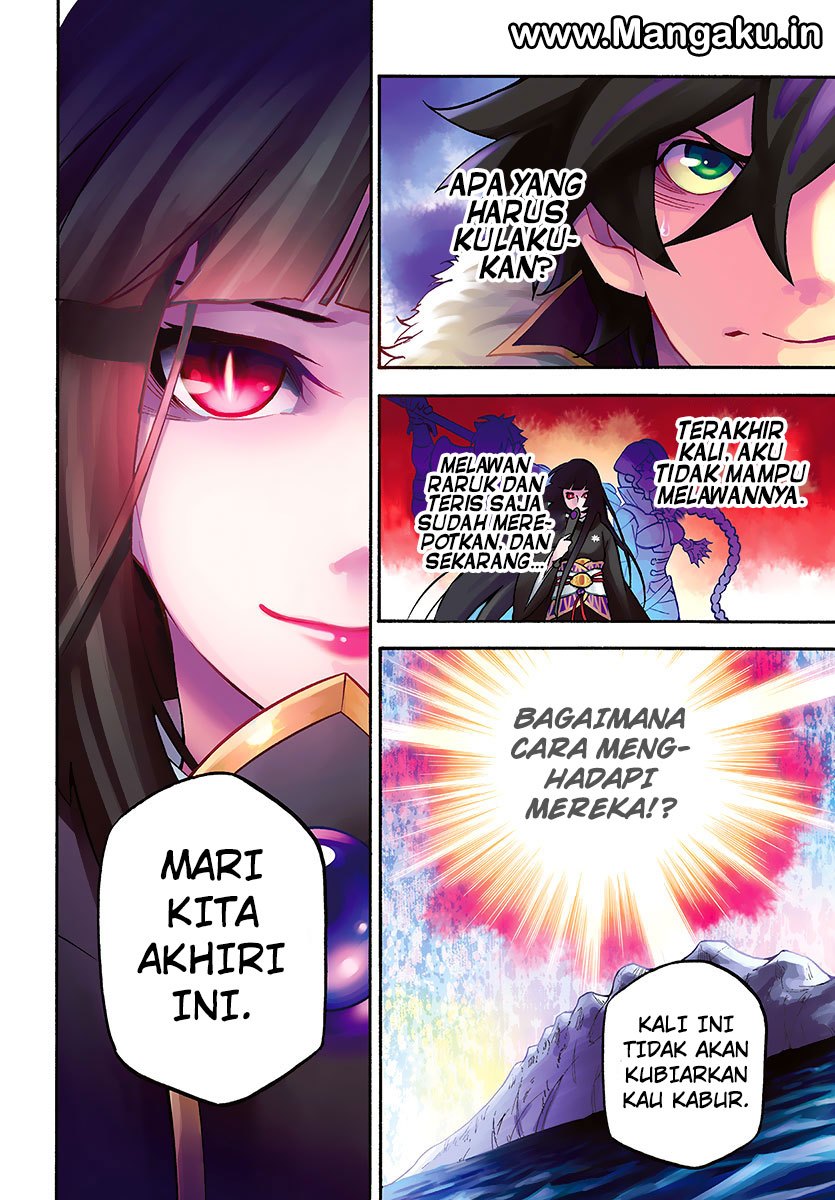 www.Mangaku.in
APA YANG
HARUS
KULAKU-
KAN?
TERAKHIR
KALI, AKU
TIDAK MAMPU
MELAWANNYA.
MELAWAN
RARUK DAN
TERIS SAJA
SUDAH MERE-
POTKAN, DAN
SEKARANG...
BAGAIMANA
CARA MENG-
HADAPI
MEREKA!?
KALI INI
TIDAK AKAN
KUBIARKAN
KAU KABUR.
MARI
KITA
AKHIRI
INI.